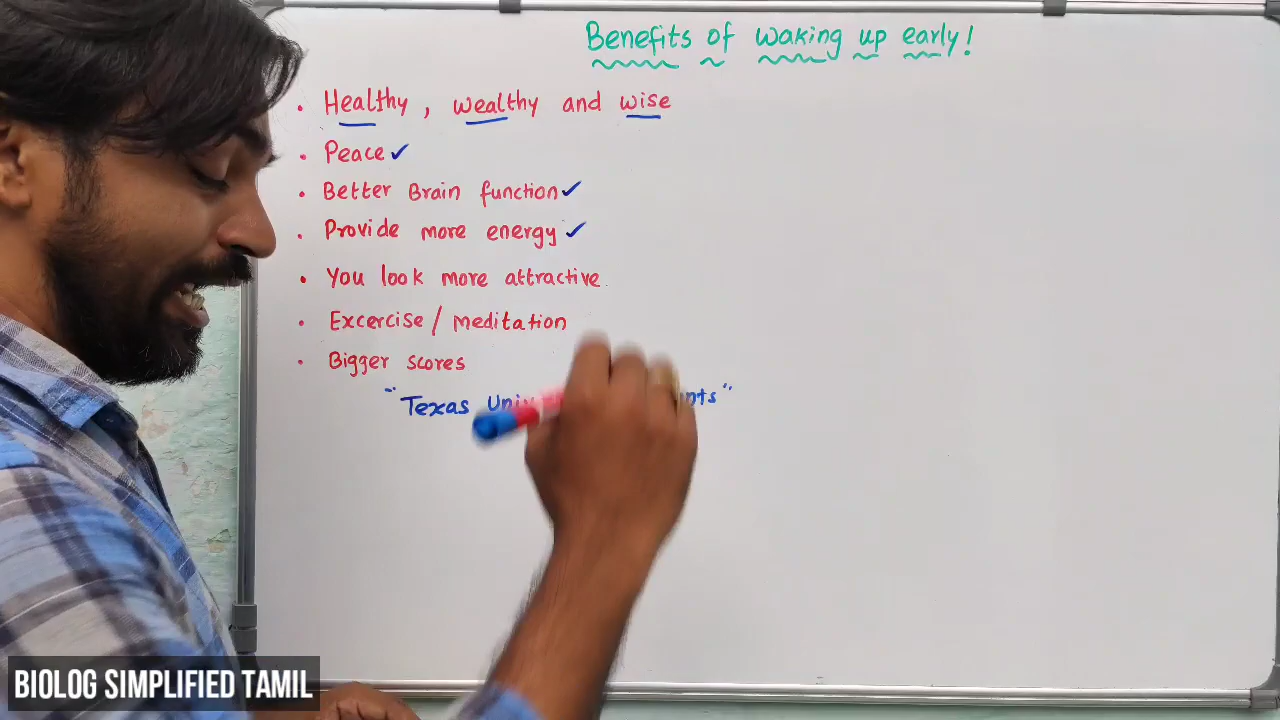 Benefits of waking up early!
• Healthy, wealthy and wise
• Peace ✓
• Better Brain function ✓
• Provide more energy ✓
• You look more attractive
• Excercise / meditation
• Bigger scores
"Texas
BIOLOG SIMPLIFIED TAMIL